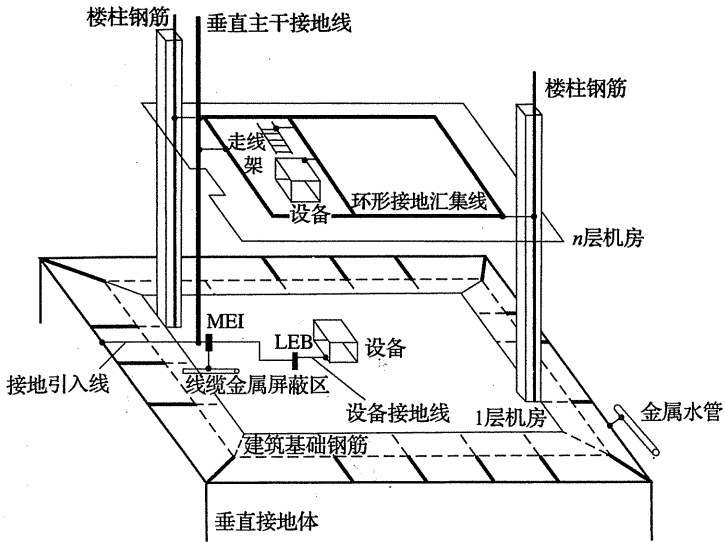 楼柱钢筋
垂直主干接地线
楼柱钢筋
走线
架
设备
环形接地汇集线
n层机房
MEI
LEB
设备
接地引入线
线缆金属屏蔽区
设备接地线
1层机房
金属水管
建筑基础钢筋
垂直接地体